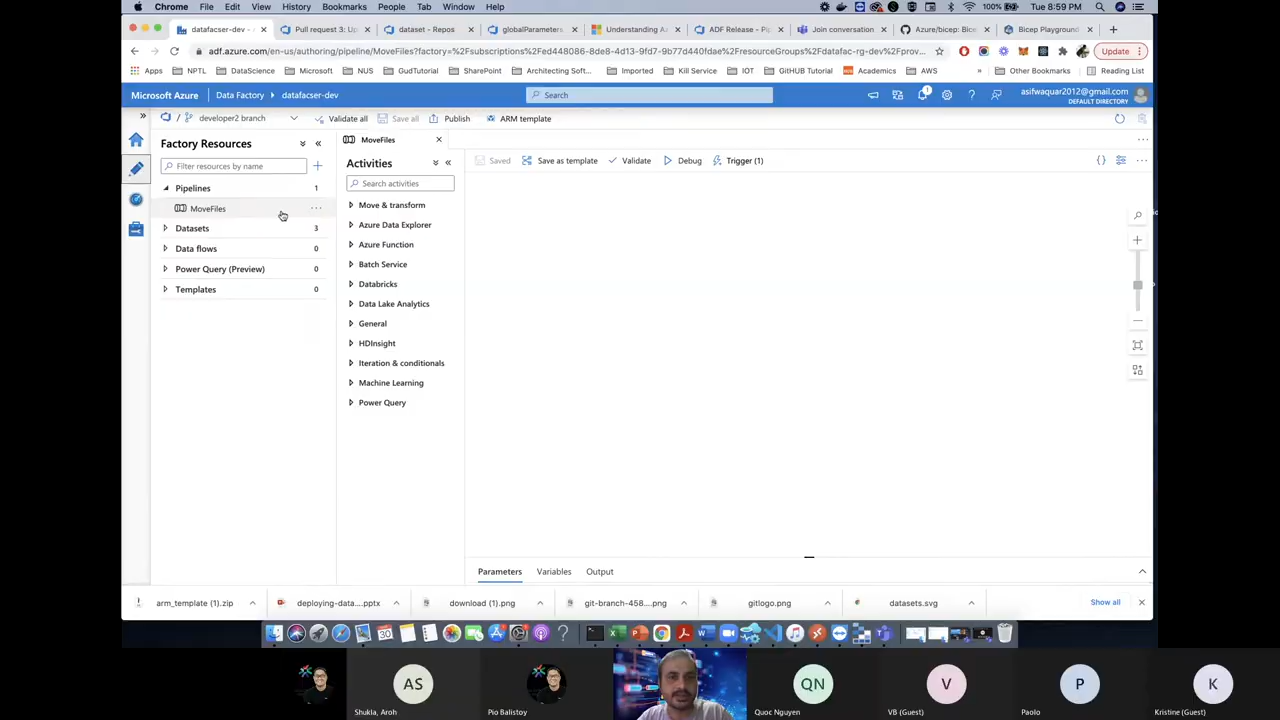 Chrome File Edit View History Bookmarks People Tab Window Help 100% Tue 8:59 PM
datafacser-dev - Pull request 3: Up dataset - Repos globalParameters Understanding A ADF Release - Pip Join conversation Azure/bicep: Bic Bicep Playground
adf.azure.com/en-us/authoring/pipeline/MoveFiles?factory=%2Fsubscriptions%2Fed448086-8de8-4d13-9fd7-9b77d440fdae%2FresourceGroups%2Fdatafac-rg-dev%2Fprov... Update
Apps NPTL DataScience Microsoft NUS GudTutorial SharePoint Architecting Soft... Imported Kill Service IOT GitHUB Tutorial Academics AWS » Other Bookmarks Reading List
Microsoft Azure Data Factory datafacser-dev Search 1 asifwaquar2012@gmail.com
DEFAULT DIRECTORY
/ developer2 branch Validate all Save all Publish ARM template
Factory Resources
Filter resources by name
Pipelines 1
MoveFiles ...
Datasets 3
Data flows 0
Power Query (Preview) 0
Templates 0
MoveFiles
Activities
Search activities
Move & transform
Azure Data Explorer
Azure Function
Batch Service
Databricks
Data Lake Analytics
General
HDInsight
Iteration & conditionals
Machine Learning
Power Query
Saved Save as template Validate Debug Trigger (1) {}
Parameters Variables Output
arm_template (1).zip deploying-data....pptx download (1).png git-branch-458....png gitlogo.png datasets.svg Show all
30
AS QN V P K
Shukla, Aroh Pio Balistoy Quoc Nguyen VB (Guest) Paolo Kristine (Guest)